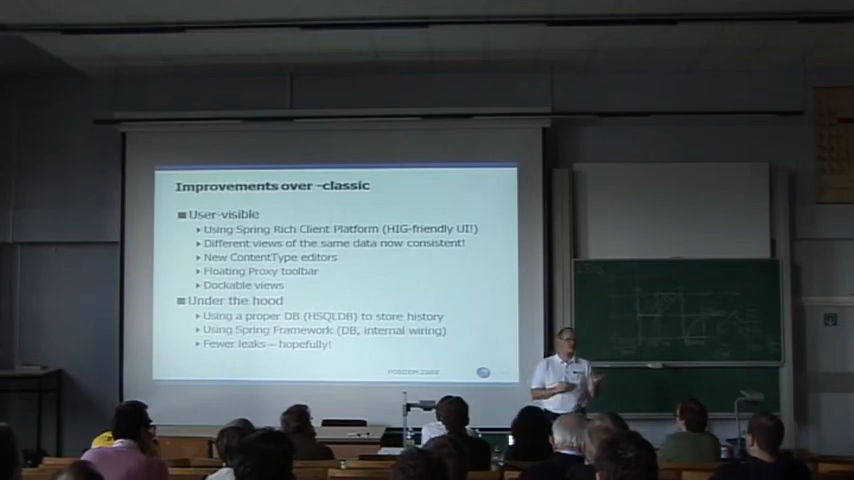 Improvements over -classic
User-visible
Using Spring Rich Client Platform (HIG-friendly UI!)
Different views of the same data now consistent!
New ContentType editors
Floating Proxy toolbar
Dockable views
Under the hood
Using a proper DB (HSQLDB) to store history
Using Spring Framework (DB, internal wiring)
Fewer leaks – hopefully!
FOSDEM 2008